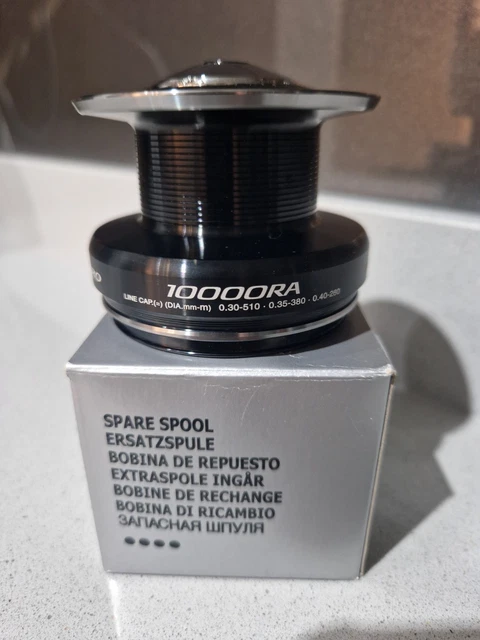 10000RA
LINE CAP.(≈) (DIA.mm-m) 0.30-510 · 0.35-380 · 0.40-280
SPARE SPOOL
ERSATZSPULE
BOBINA DE REPUESTO
EXTRASPOLE INGÅR
BOBINE DE RECHANGE
BOBINA DI RICAMBIO
ЗАПАСНАЯ ШПУЛЯ